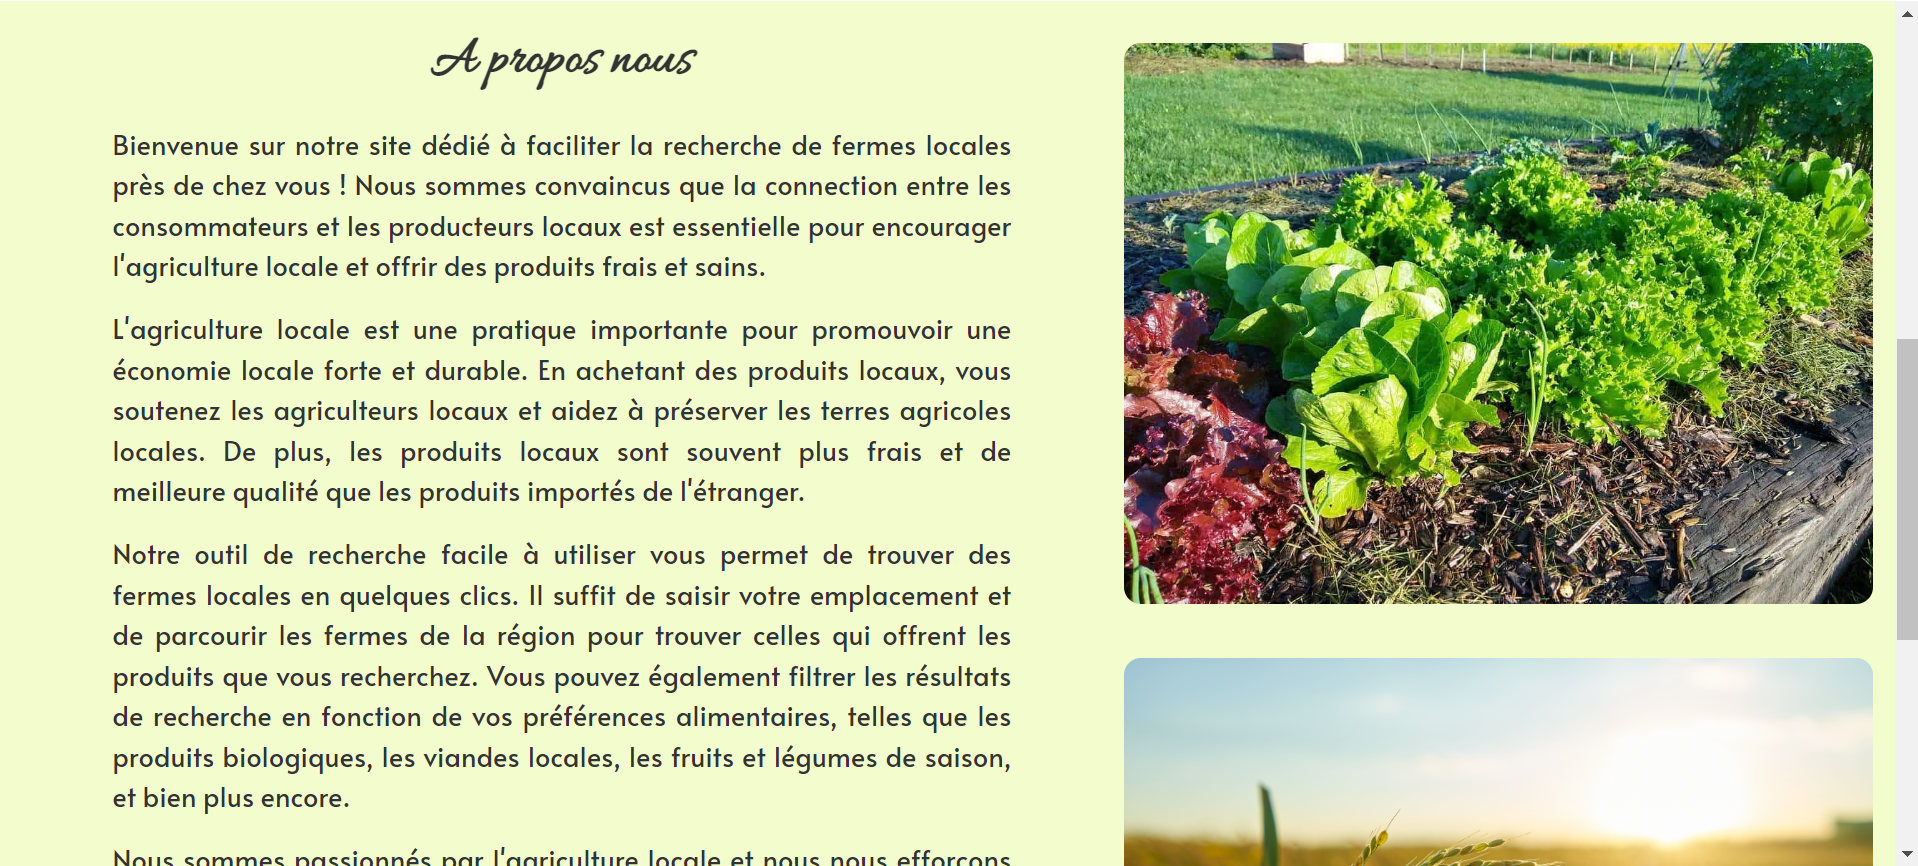 A propos nous
Bienvenue sur notre site dédié à faciliter la recherche de fermes locales
près de chez vous ! Nous sommes convaincus que la connection entre les
consommateurs et les producteurs locaux est essentielle pour encourager
l'agriculture locale et offrir des produits frais et sains.
L'agriculture locale est une pratique importante pour promouvoir une
économie locale forte et durable. En achetant des produits locaux, vous
soutenez les agriculteurs locaux et aidez à préserver les terres agricoles
locales. De plus, les produits locaux sont souvent plus frais et de
meilleure qualité que les produits importés de l'étranger.
Notre outil de recherche facile à utiliser vous permet de trouver des
fermes locales en quelques clics. Il suffit de saisir votre emplacement et
de parcourir les fermes de la région pour trouver celles qui offrent les
produits que vous recherchez. Vous pouvez également filtrer les résultats
de recherche en fonction de vos préférences alimentaires, telles que les
produits biologiques, les viandes locales, les fruits et légumes de saison,
et bien plus encore.
Nous sommes passionnés par l'agriculture locale et nous nous efforçons